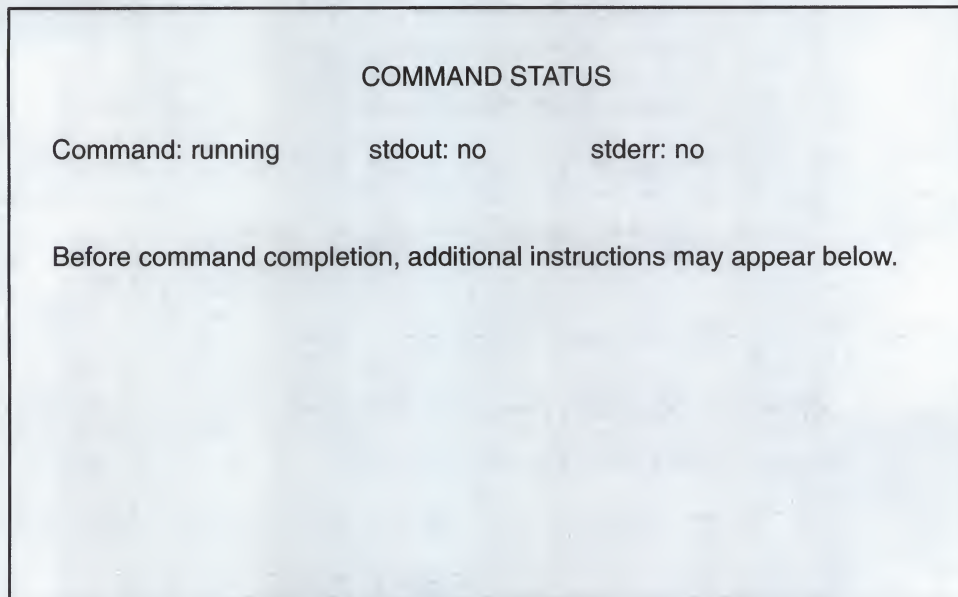 COMMAND STATUS
Command: running stdout: no stderr: no
Before command completion, additional instructions may appear below.